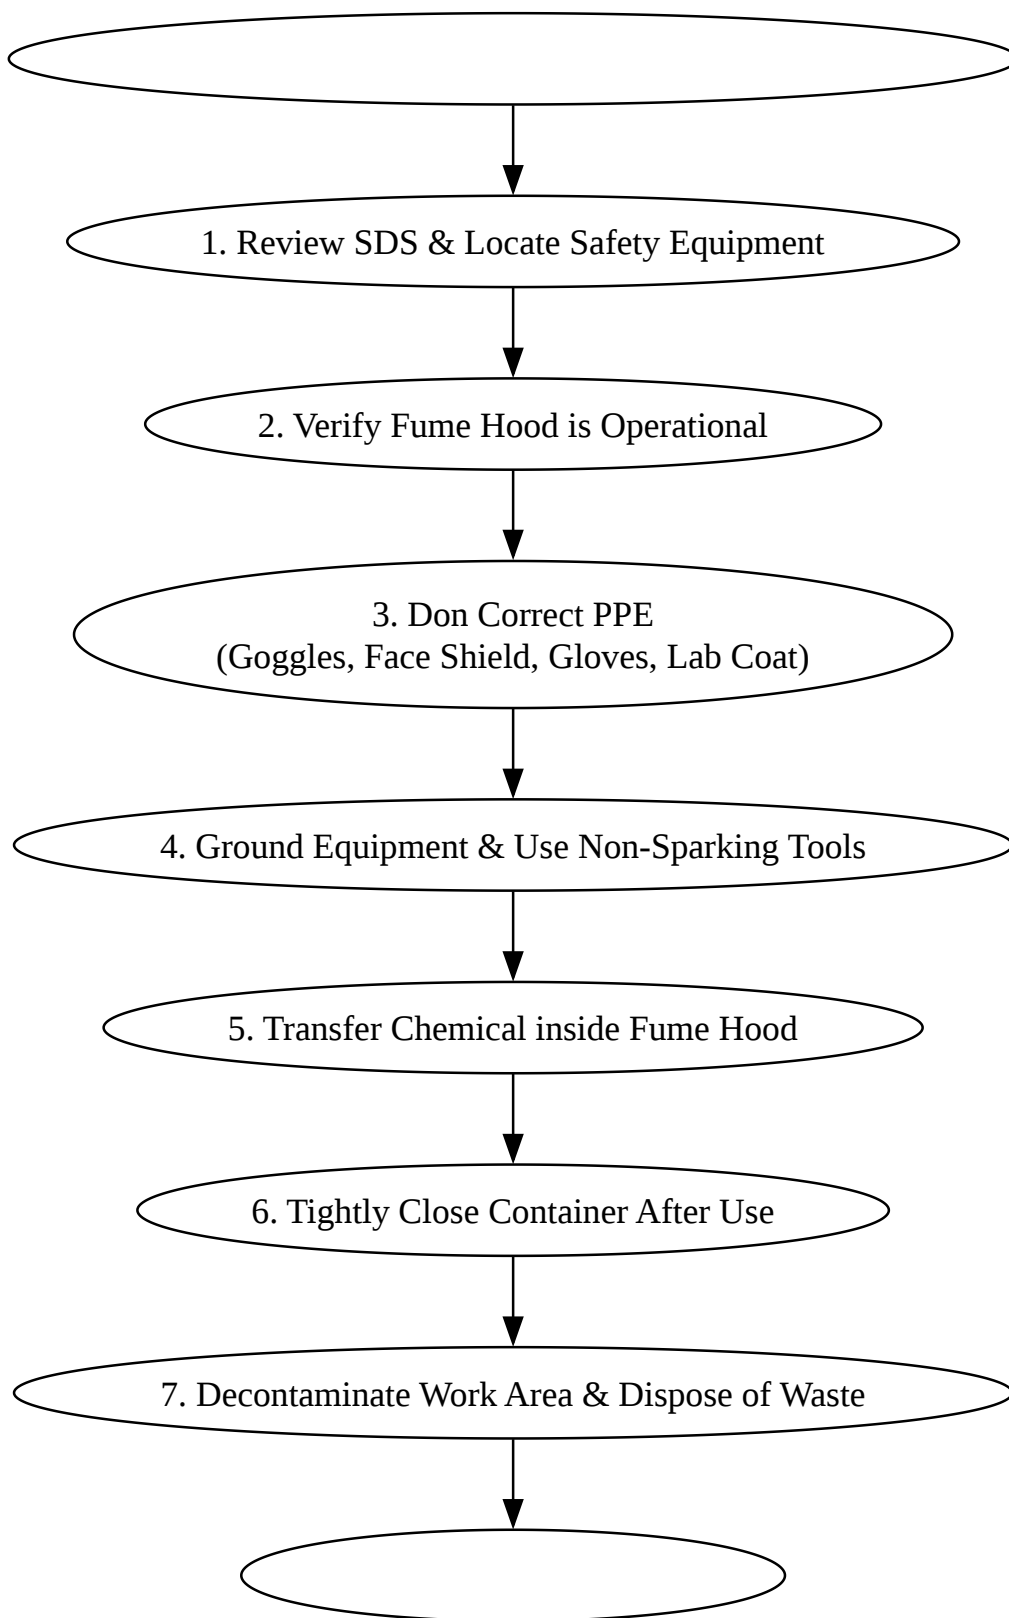 1. Review SDS & Locate Safety Equipment
2. Verify Fume Hood is Operational
3. Don Correct PPE
(Goggles, Face Shield, Gloves, Lab Coat)
4. Ground Equipment & Use Non-Sparking Tools
5. Transfer Chemical inside Fume Hood
6. Tightly Close Container After Use
7. Decontaminate Work Area & Dispose of Waste